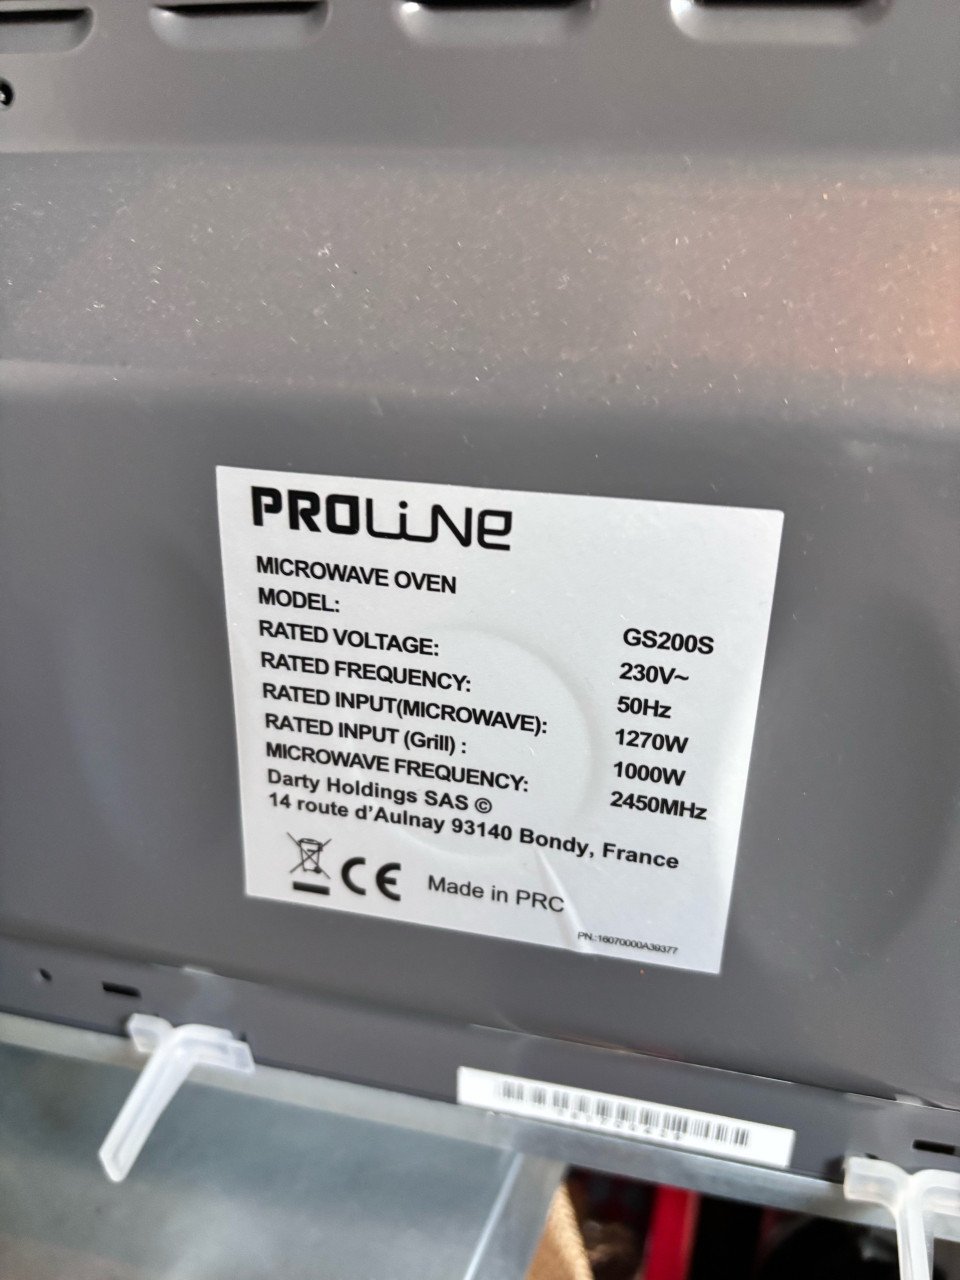 PROLINE
MICROWAVE OVEN
MODEL: GS200S
RATED VOLTAGE: 230V~
RATED FREQUENCY: 50Hz
RATED INPUT(MICROWAVE): 1270W
RATED INPUT (Grill) : 1000W
MICROWAVE FREQUENCY: 2450MHz
Darty Holdings SAS ©
14 route d'Aulnay 93140 Bondy, France
CE Made in PRC
PN.:16070000A39377